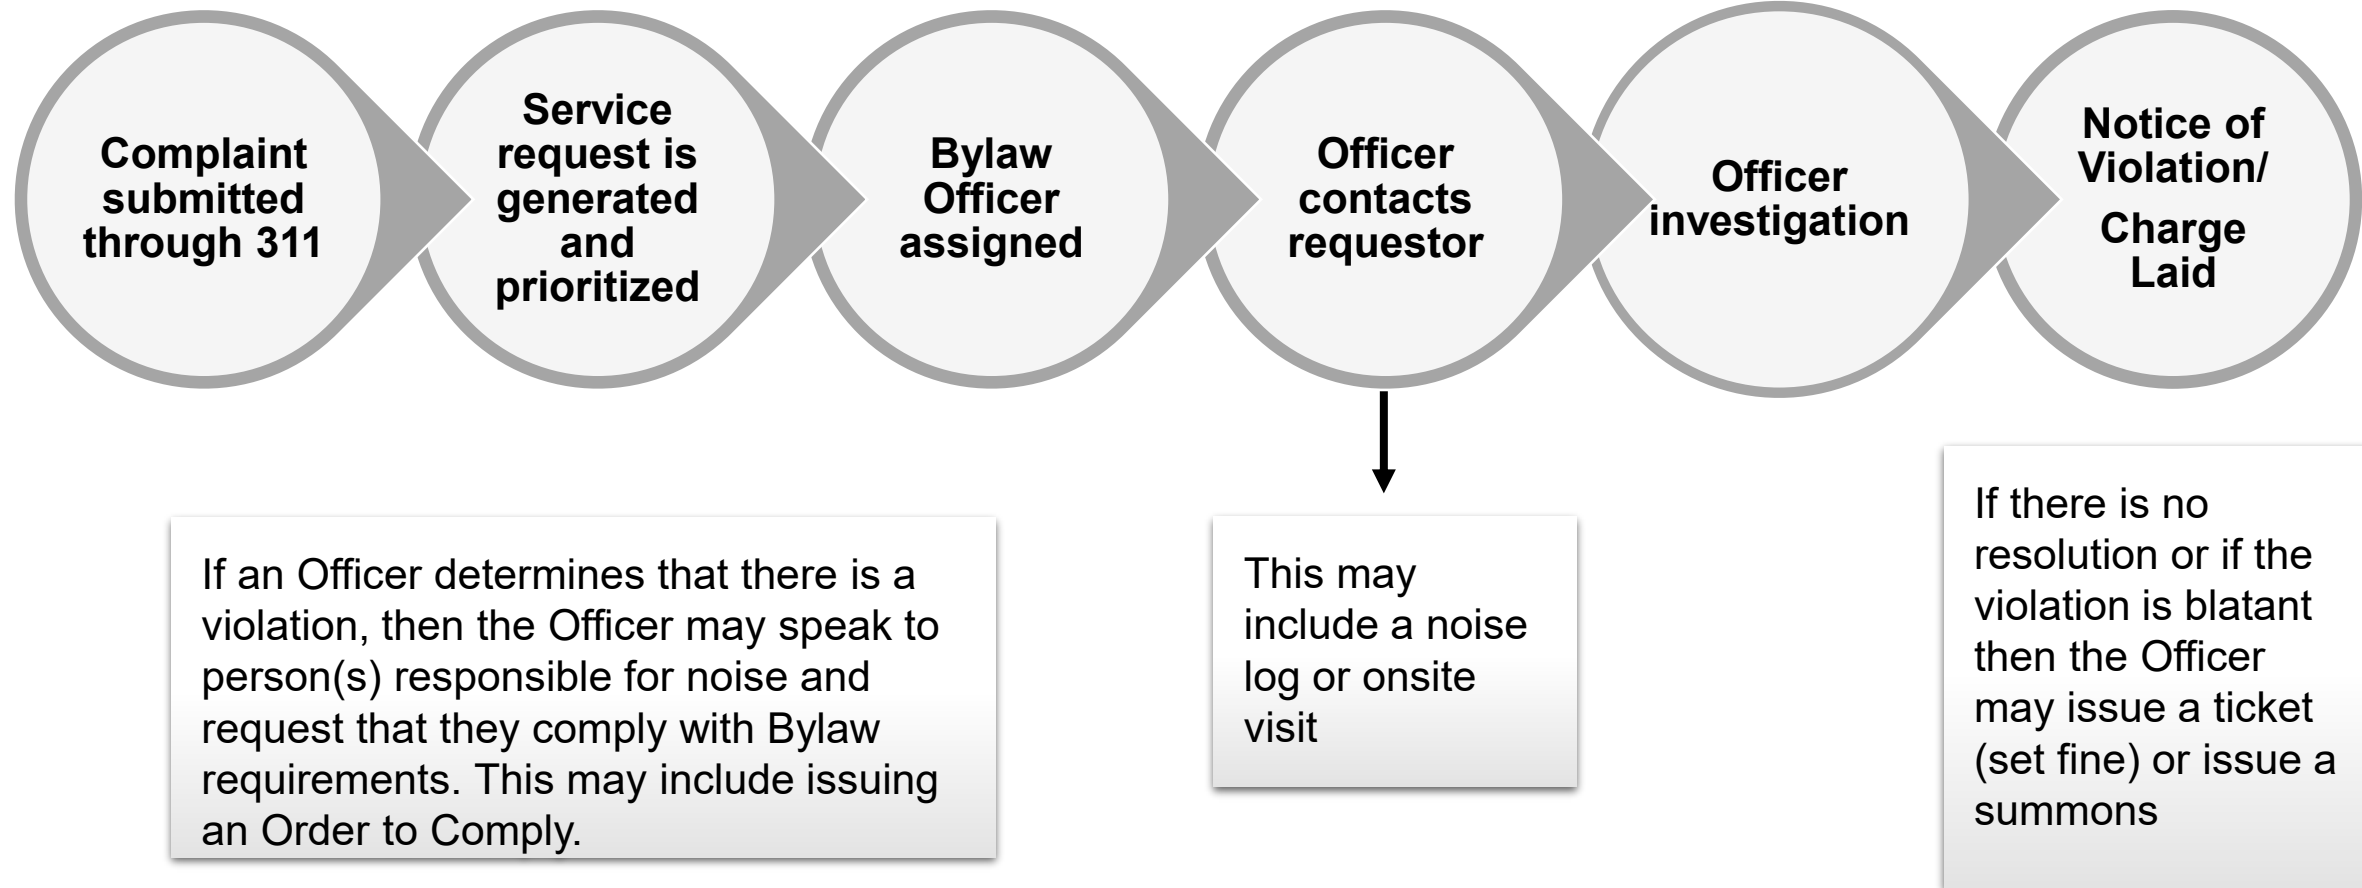 Complaint
submitted
through 311
Service
request is
generated
and
prioritized
Bylaw
Officer
assigned
Officer
contacts
requestor
Officer
investigation
Notice of
Violation/
Charge
Laid
If an Officer determines that there is a
violation, then the Officer may speak to
person(s) responsible for noise and
request that they comply with Bylaw
requirements. This may include issuing
an Order to Comply.
This may
include a noise
log or onsite
visit
If there is no
resolution or if the
violation is blatant
then the Officer
may issue a ticket
(set fine) or issue a
summons